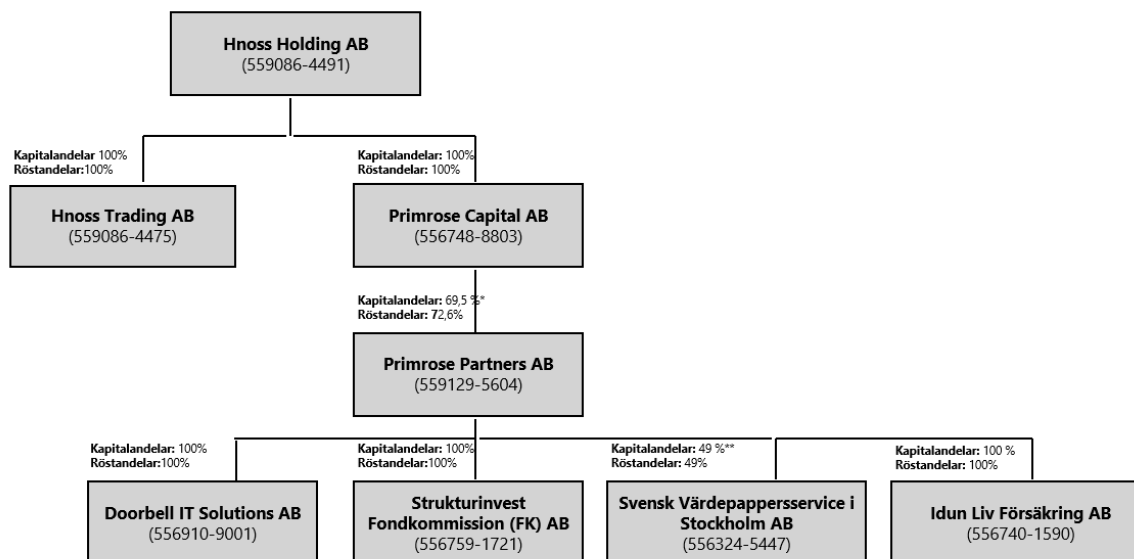 Hnoss Holding AB
(559086-4491)
Kapitalandelar 100%
Röstandelar:100%
Kapitalandelar: 100%
Röstandelar: 100%
Hnoss Trading AB
(559086-4475)
Primrose Capital AB
(556748-8803)
Kapitalandelar: 69,5 %*
Röstandelar: 72,6%
Primrose Partners AB
(559129-5604)
Kapitalandelar: 100%
Röstandelar:100%
Kapitalandelar: 100%
Röstandelar:100%
Kapitalandelar: 49 %**
Röstandelar: 49%
Kapitalandelar: 100 %
Röstandelar: 100%
Doorbell IT Solutions AB
(556910-9001)
Strukturinvest
Fondkommission (FK) AB
(556759-1721)
Svensk Värdepappersservice i
Stockholm AB
(556324-5447)
Idun Liv Försäkring AB
(556740-1590)